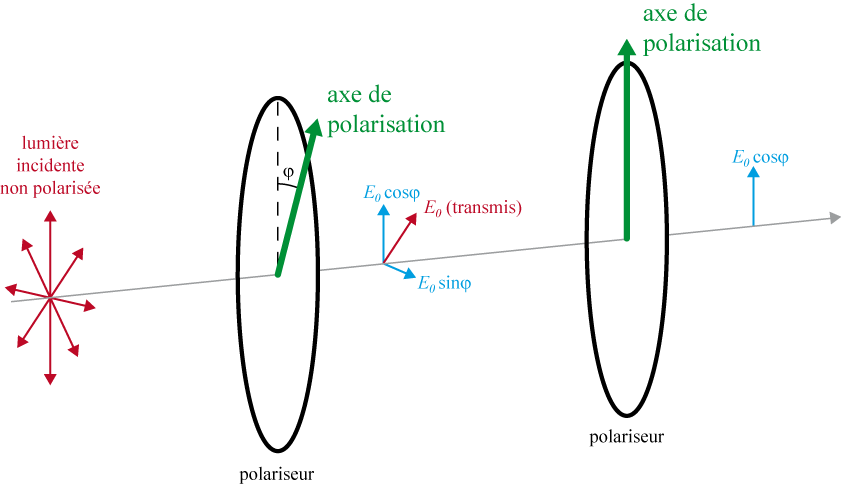 axe de
polarisation
axe de
polarisation
lumière
incidente
non polarisée
φ
E₀ cosφ
E₀ (transmis)
E₀ sinφ
E₀ cosφ
polariseur
polariseur